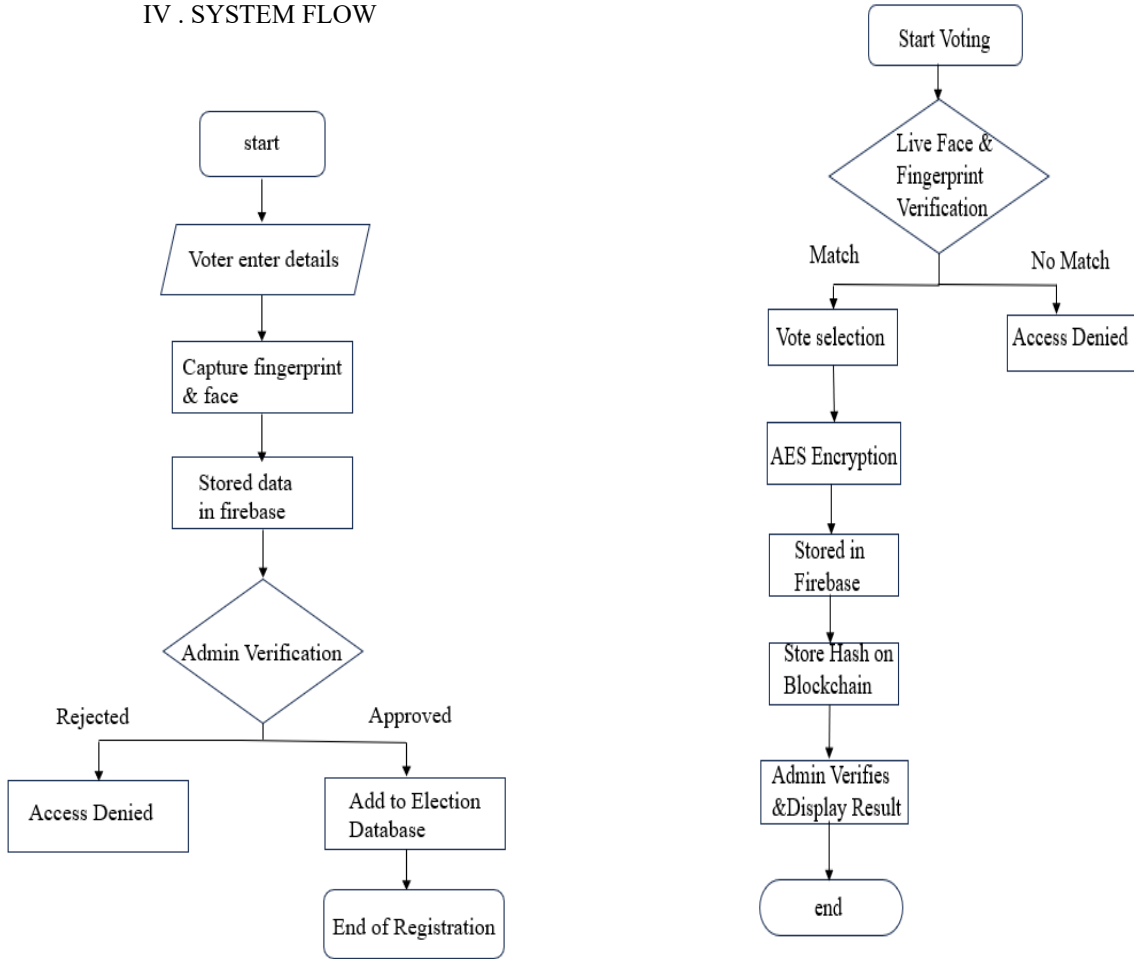 IV . SYSTEM FLOW
start
Voter enter details
Capture fingerprint
& face
Stored data
in firebase
Admin Verification
Rejected
Approved
Access Denied
Add to Election
Database
End of Registration
Start Voting
Live Face &
Fingerprint
Verification
Match
No Match
Vote selection
Access Denied
AES Encryption
Stored in
Firebase
Store Hash on
Blockchain
Admin Verifies
&Display Result
end